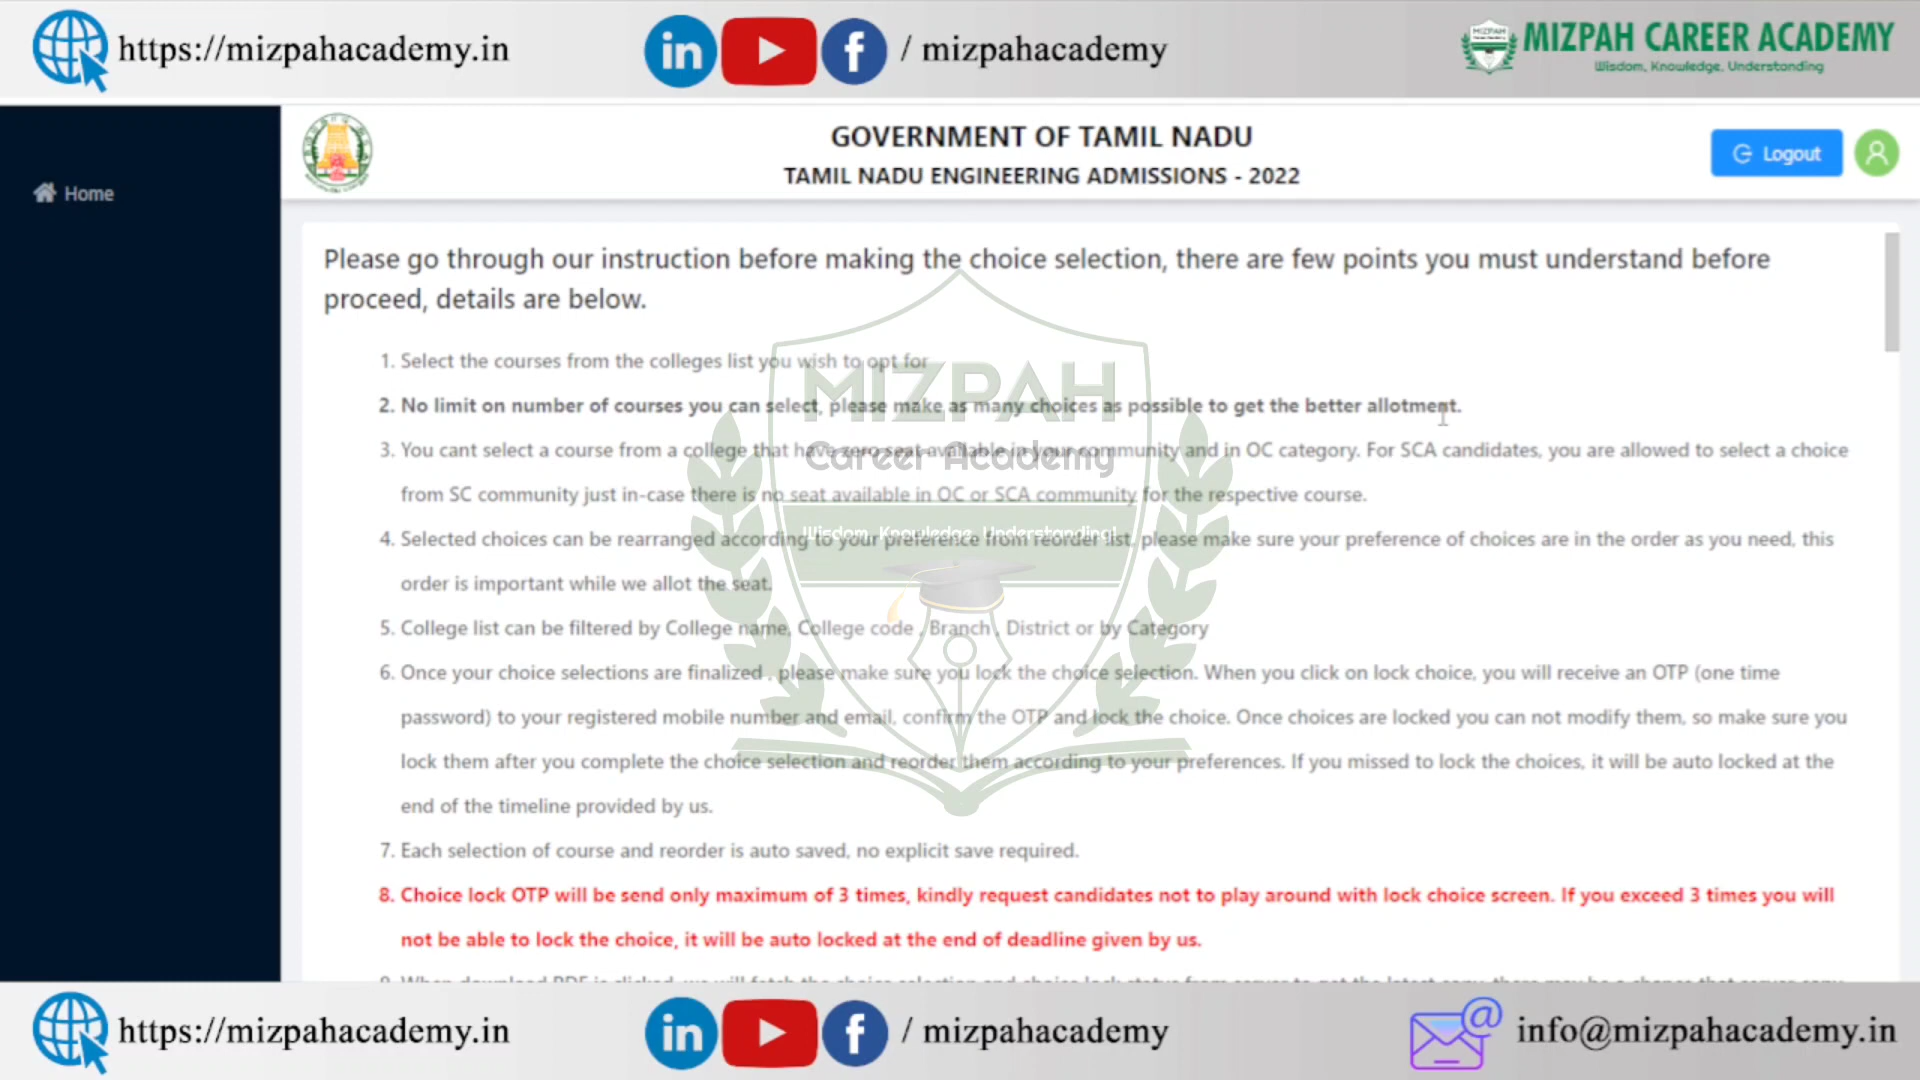 https://mizpahacademy.in
/ mizpahacademy
MIZPAH
MIZPAH CAREER ACADEMY
Wisdom, Knowledge, Understanding
Home
GOVERNMENT OF TAMIL NADU
TAMIL NADU ENGINEERING ADMISSIONS - 2022
Logout
Please go through our instruction before making the choice selection, there are few points you must understand before
proceed, details are below.
1. Select the courses from the colleges list you wish to opt for
2. No limit on number of courses you can select, please make as many choices as possible to get the better allotment.
3. You cant select a course from a college that have zero seat available in your community and in OC category. For SCA candidates, you are allowed to select a choice
from SC community just in-case there is no seat available in OC or SCA community for the respective course.
4. Selected choices can be rearranged according to your preference from reorder list, please make sure your preference of choices are in the order as you need, this
order is important while we allot the seat.
5. College list can be filtered by College name, College code , Branch , District or by Category
6. Once your choice selections are finalized , please make sure you lock the choice selection. When you click on lock choice, you will receive an OTP (one time
password) to your registered mobile number and email, confirm the OTP and lock the choice. Once choices are locked you can not modify them, so make sure you
lock them after you complete the choice selection and reorder them according to your preferences. If you missed to lock the choices, it will be auto locked at the
end of the timeline provided by us.
7. Each selection of course and reorder is auto saved, no explicit save required.
8. Choice lock OTP will be send only maximum of 3 times, kindly request candidates not to play around with lock choice screen. If you exceed 3 times you will
not be able to lock the choice, it will be auto locked at the end of deadline given by us.
MIZPAH
Career Academy
Wisdom, Knowledge, Understanding!
https://mizpahacademy.in
/ mizpahacademy
info@mizpahacademy.in